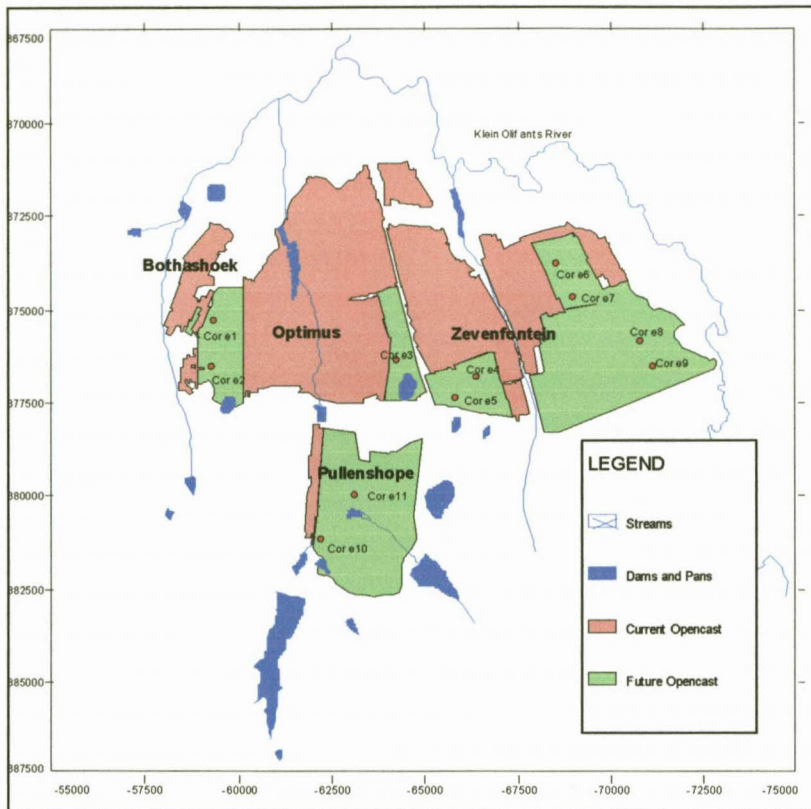 867500
870000
Klein Olifants River
872500
Bothashoek
Core6
875000
Core7
Core1
Optimus
Zevenfontein
Core8
Core3
Core2
Core4
Core9
877500
Core5
LEGEND
Pullenshope
880000
Core11
Streams
Core10
Dams and Pans
882500
Current Opencast
885000
Future Opencast
887500
-55000 -57500 -60000 -62500 -65000 -67500 -70000 -72500 -75000